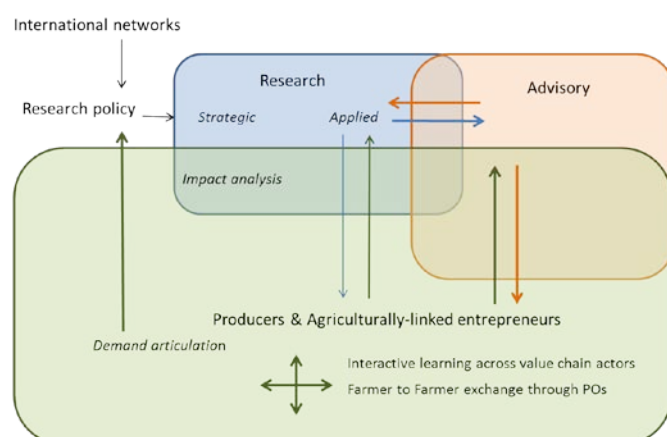 International networks
Research
Advisory
Research policy
Strategic
Applied
Impact analysis
Producers & Agriculturally-linked entrepreneurs
Demand articulation
Interactive learning across value chain actors
Farmer to Farmer exchange through POs